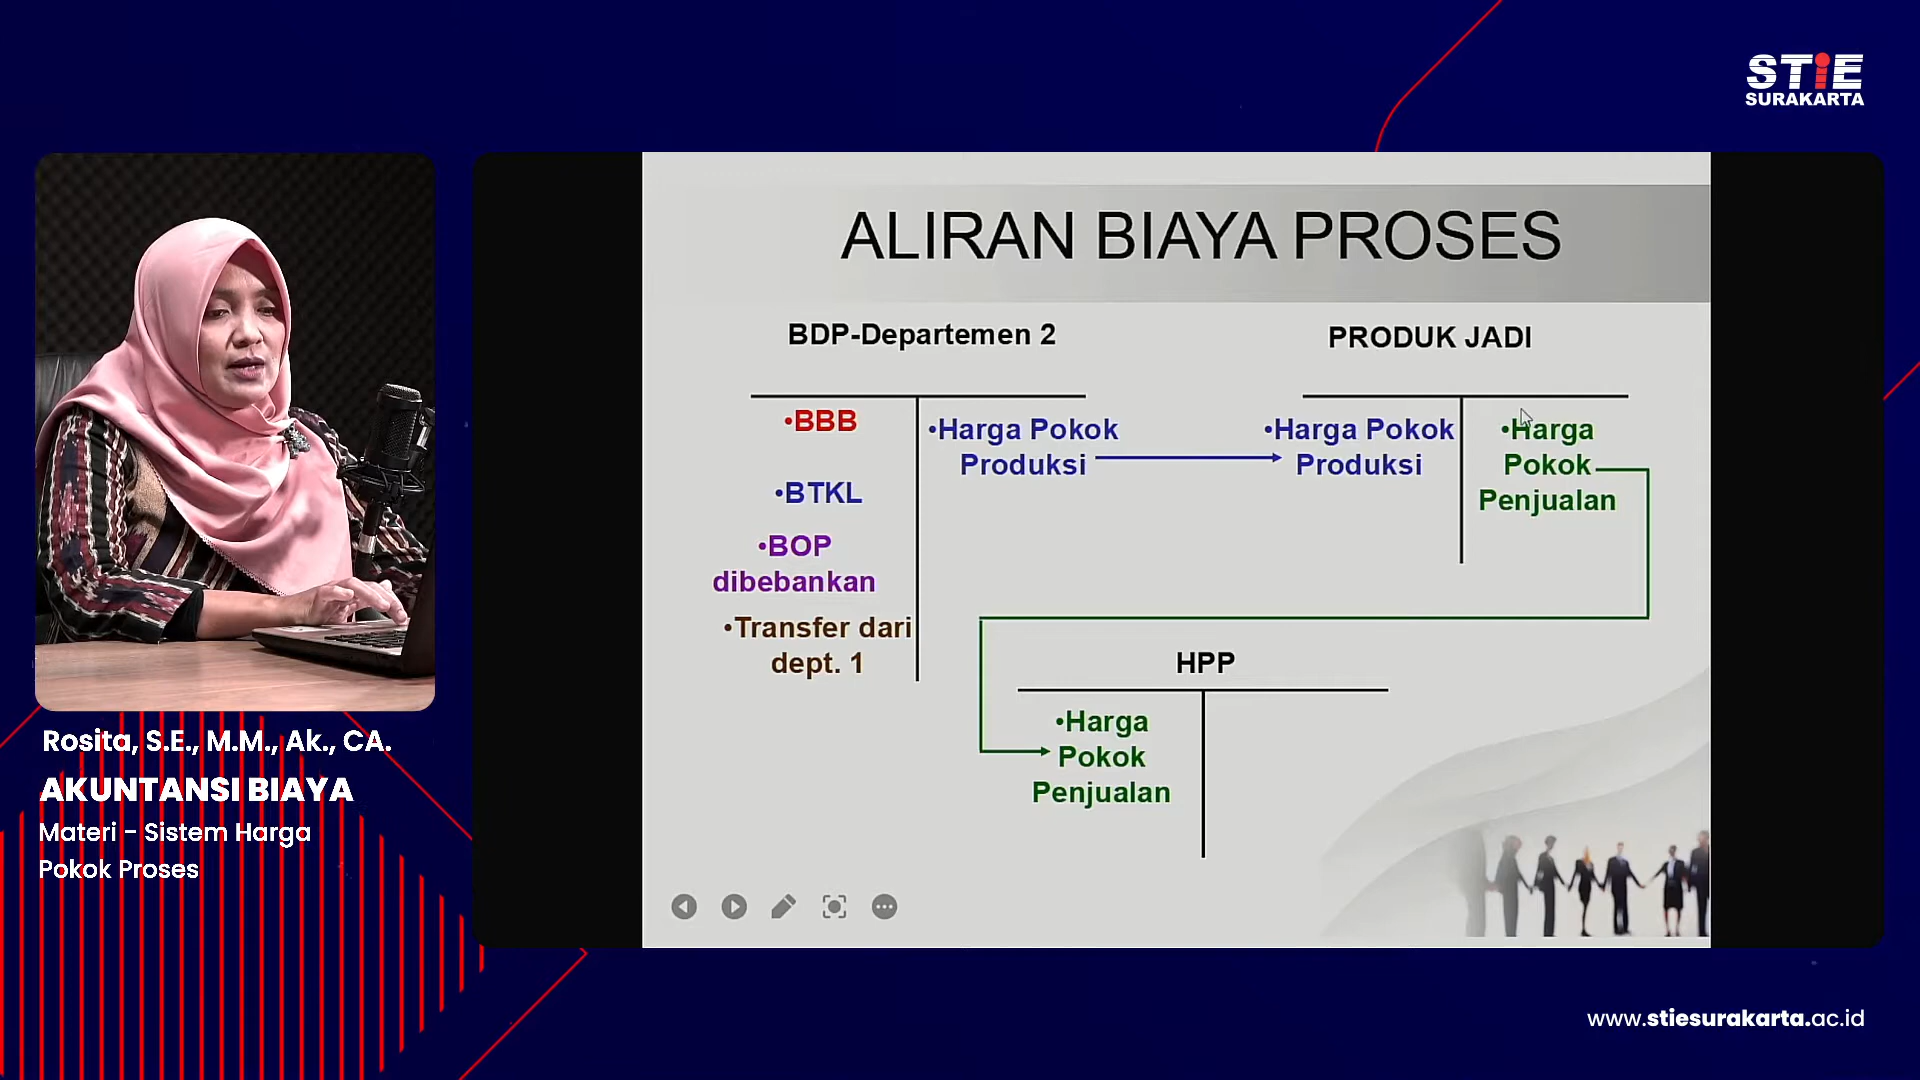 STiE
SURAKARTA
ALIRAN BIAYA PROSES
BDP-Departemen 2
PRODUK JADI
•BBB
•Harga Pokok
Produksi
•Harga Pokok
Produksi
•Harga
Pokok
Penjualan
•BTKL
•BOP
dibebankan
•Transfer dari
dept. 1
HPP
•Harga
Pokok
Penjualan
Rosita, S.E., M.M., Ak., CA.
AKUNTANSI BIAYA
Materi - Sistem Harga
Pokok Proses
www.stiesurakarta.ac.id